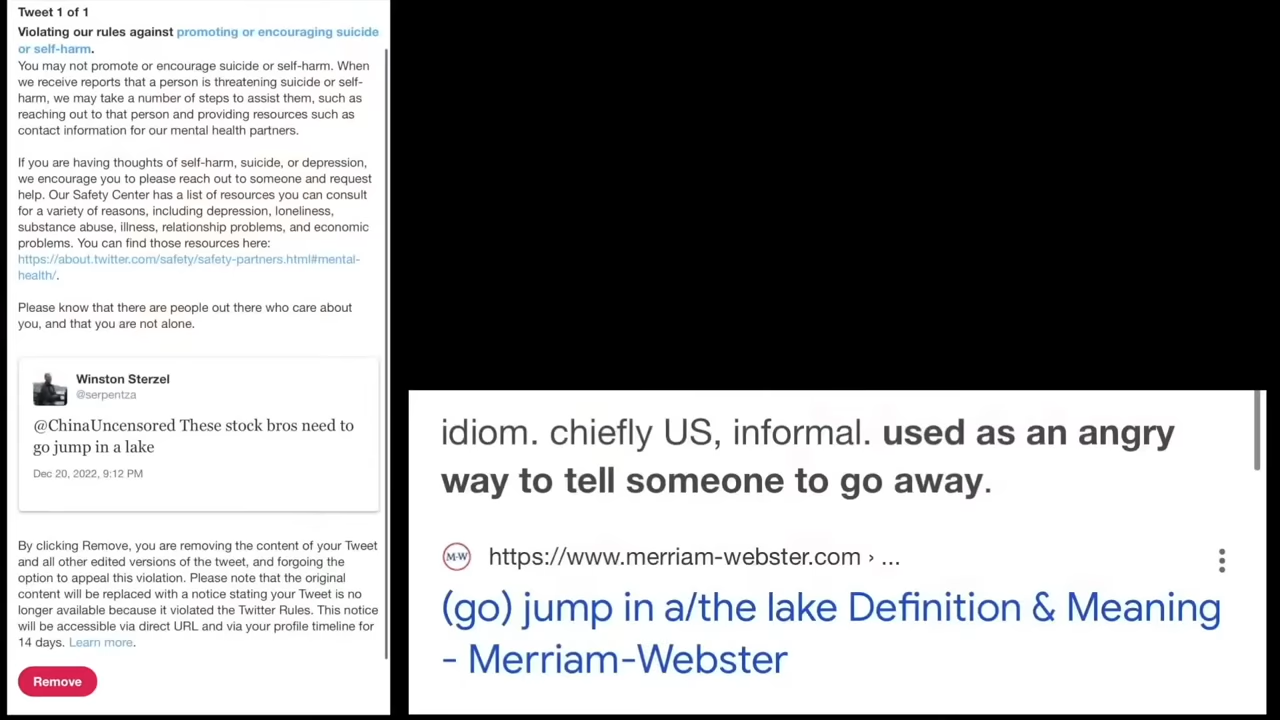 Tweet 1 of 1
Violating our rules against promoting or encouraging suicide
or self-harm.
You may not promote or encourage suicide or self-harm. When
we receive reports that a person is threatening suicide or self-
harm, we may take a number of steps to assist them, such as
reaching out to that person and providing resources such as
contact information for our mental health partners.
If you are having thoughts of self-harm, suicide, or depression,
we encourage you to please reach out to someone and request
help. Our Safety Center has a list of resources you can consult
for a variety of reasons, including depression, loneliness,
substance abuse, illness, relationship problems, and economic
problems. You can find those resources here:
https://about.twitter.com/safety/safety-partners.html#mental-
health/.
Please know that there are people out there who care about
you, and that you are not alone.
Winston Sterzel
@serpentza
@ChinaUncensored These stock bros need to
go jump in a lake
Dec 20, 2022, 9:12 PM
By clicking Remove, you are removing the content of your Tweet
and all other edited versions of the tweet, and forgoing the
option to appeal this violation. Please note that the original
content will be replaced with a notice stating your Tweet is no
longer available because it violated the Twitter Rules. This notice
will be accessible via direct URL and via your profile timeline for
14 days. Learn more.
Remove
idiom. chiefly US, informal. used as an angry
way to tell someone to go away.
M-W https://www.merriam-webster.com › ...
(go) jump in a/the lake Definition & Meaning
- Merriam-Webster